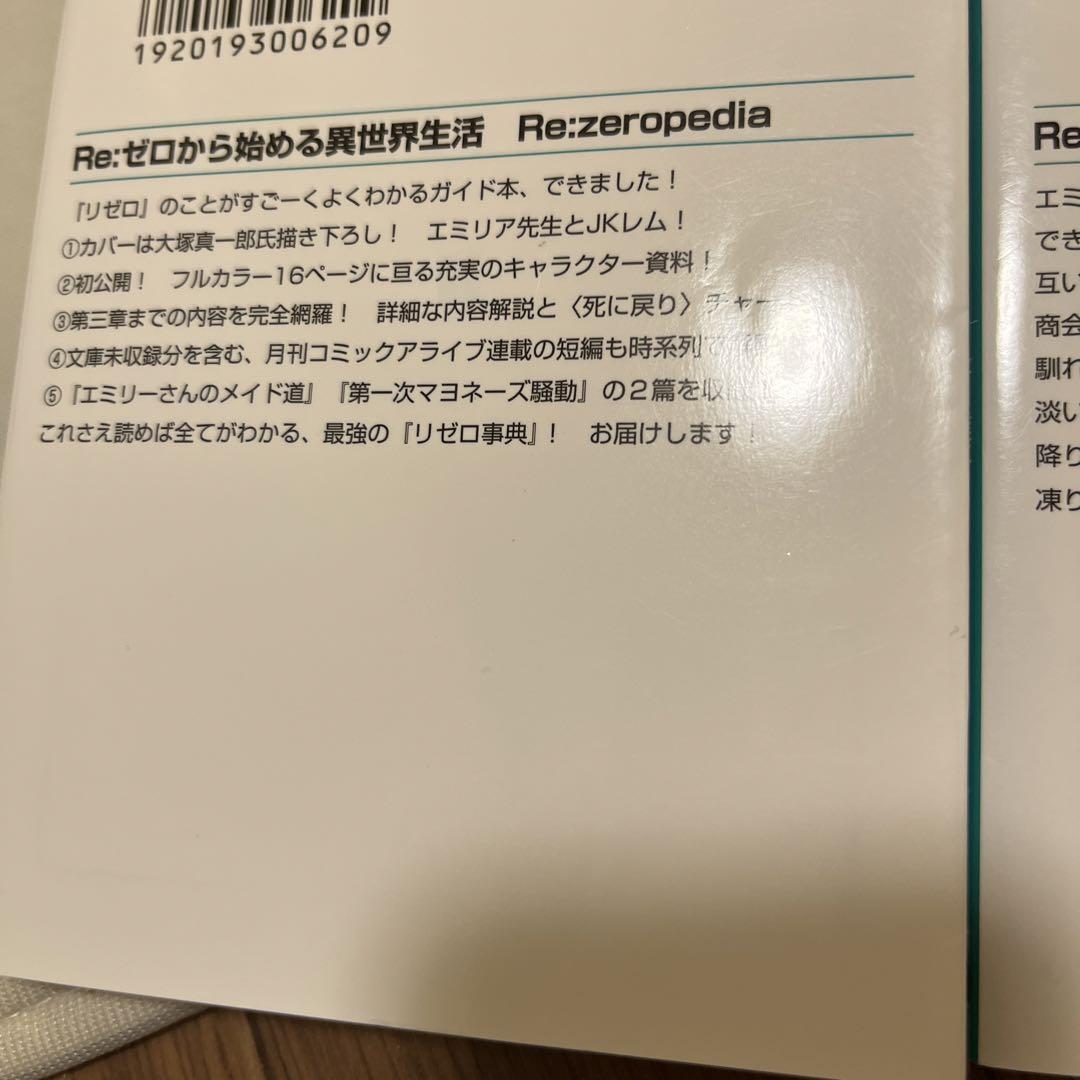 1920193006209
Re:ゼロから始める異世界生活　Re:zeropedia
『リゼロ』のことがすごーくよくわかるガイド本、できました！
①カバーは大塚真一郎氏描き下ろし！　エミリア先生とJKレム！
②初公開！　フルカラー16ページに亘る充実のキャラクター資料！
③第三章までの内容を完全網羅！　詳細な内容解説と〈死に戻り〉チャー
④文庫未収録分を含む、月刊コミックアライブ連載の短編も時系列で
⑤『エミリーさんのメイド道』『第一次マヨネーズ騒動』の２篇を収
これさえ読めば全てがわかる、最強の『リゼロ事典』！　お届けします！
Re
エミ
でき
互い
商会
馴れ
淡い
降り
凍り